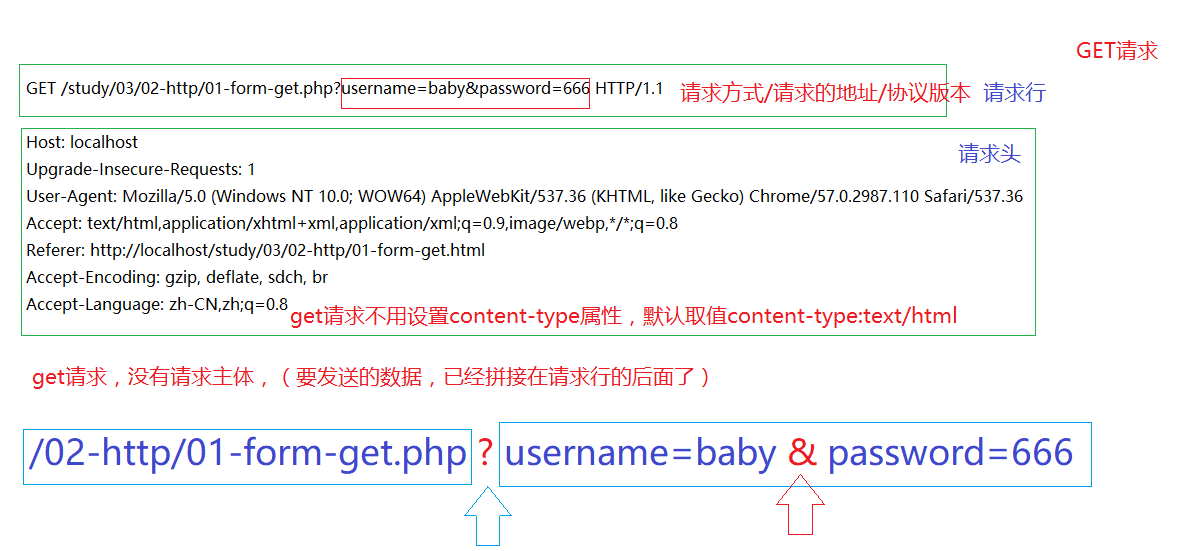 GET请求
GET /study/03/02-http/01-form-get.php?username=baby&password=666 HTTP/1.1 请求方式/请求的地址/协议版本 请求行
Host: localhost
请求头
Upgrade-Insecure-Requests: 1
User-Agent: Mozilla/5.0 (Windows NT 10.0; WOW64) AppleWebKit/537.36 (KHTML, like Gecko) Chrome/57.0.2987.110 Safari/537.36
Accept: text/html,application/xhtml+xml,application/xml;q=0.9,image/webp,*/*;q=0.8
Referer: http://localhost/study/03/02-http/01-form-get.html
Accept-Encoding: gzip, deflate, sdch, br
Accept-Language: zh-CN,zh;q=0.8
get请求不用设置content-type属性，默认取值content-type:text/html
get请求，没有请求主体，（要发送的数据，已经拼接在请求行的后面了）
/02-http/01-form-get.php ? username=baby & password=666